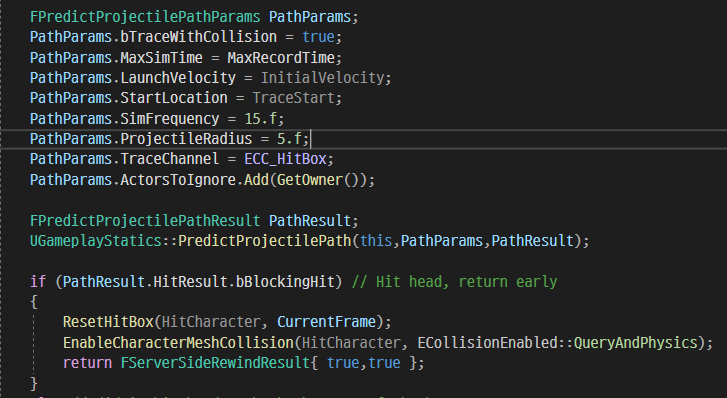 FPredictProjectilePathParams PathParams;
PathParams.bTraceWithCollision = true;
PathParams.MaxSimTime = MaxRecordTime;
PathParams.LaunchVelocity = InitialVelocity;
PathParams.StartLocation = TraceStart;
PathParams.SimFrequency = 15.f;
PathParams.ProjectileRadius = 5.f;
PathParams.TraceChannel = ECC_HitBox;
PathParams.ActorsToIgnore.Add(GetOwner());
FPredictProjectilePathResult PathResult;
UGameplayStatics::PredictProjectilePath(this,PathParams,PathResult);
if (PathResult.HitResult.bBlockingHit) // Hit head, return early
{
ResetHitBox(HitCharacter, CurrentFrame);
EnableCharacterMeshCollision(HitCharacter, ECollisionEnabled::QueryAndPhysics);
return FServerSideRewindResult{ true,true };
}